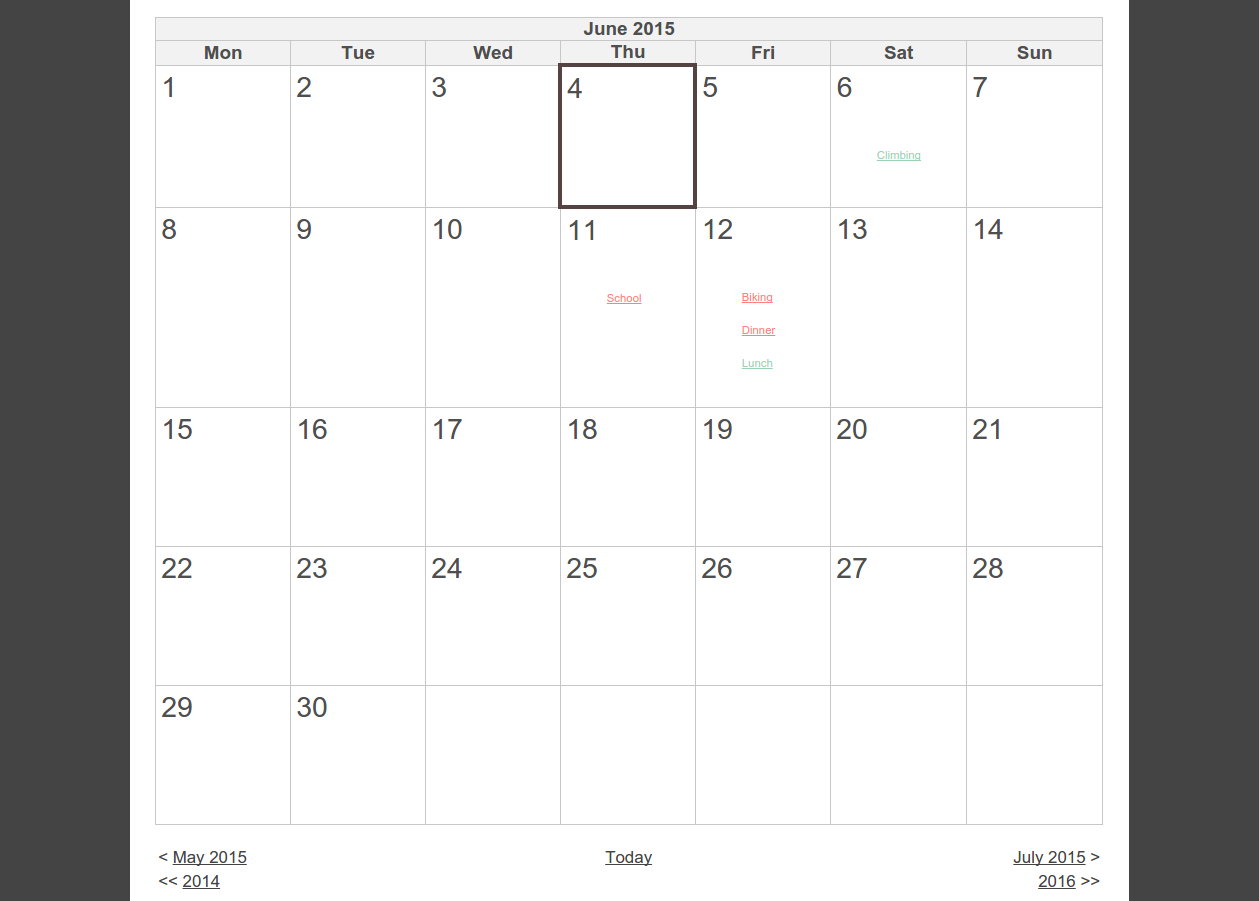 June 2015
Mon Tue Wed Thu Fri Sat Sun
1 2 3 4 5 6 7
Climbing
8 9 10 11 12 13 14
School Biking
Dinner
Lunch
15 16 17 18 19 20 21
22 23 24 25 26 27 28
29 30
< May 2015 Today July 2015 >
<< 2014 2016 >>